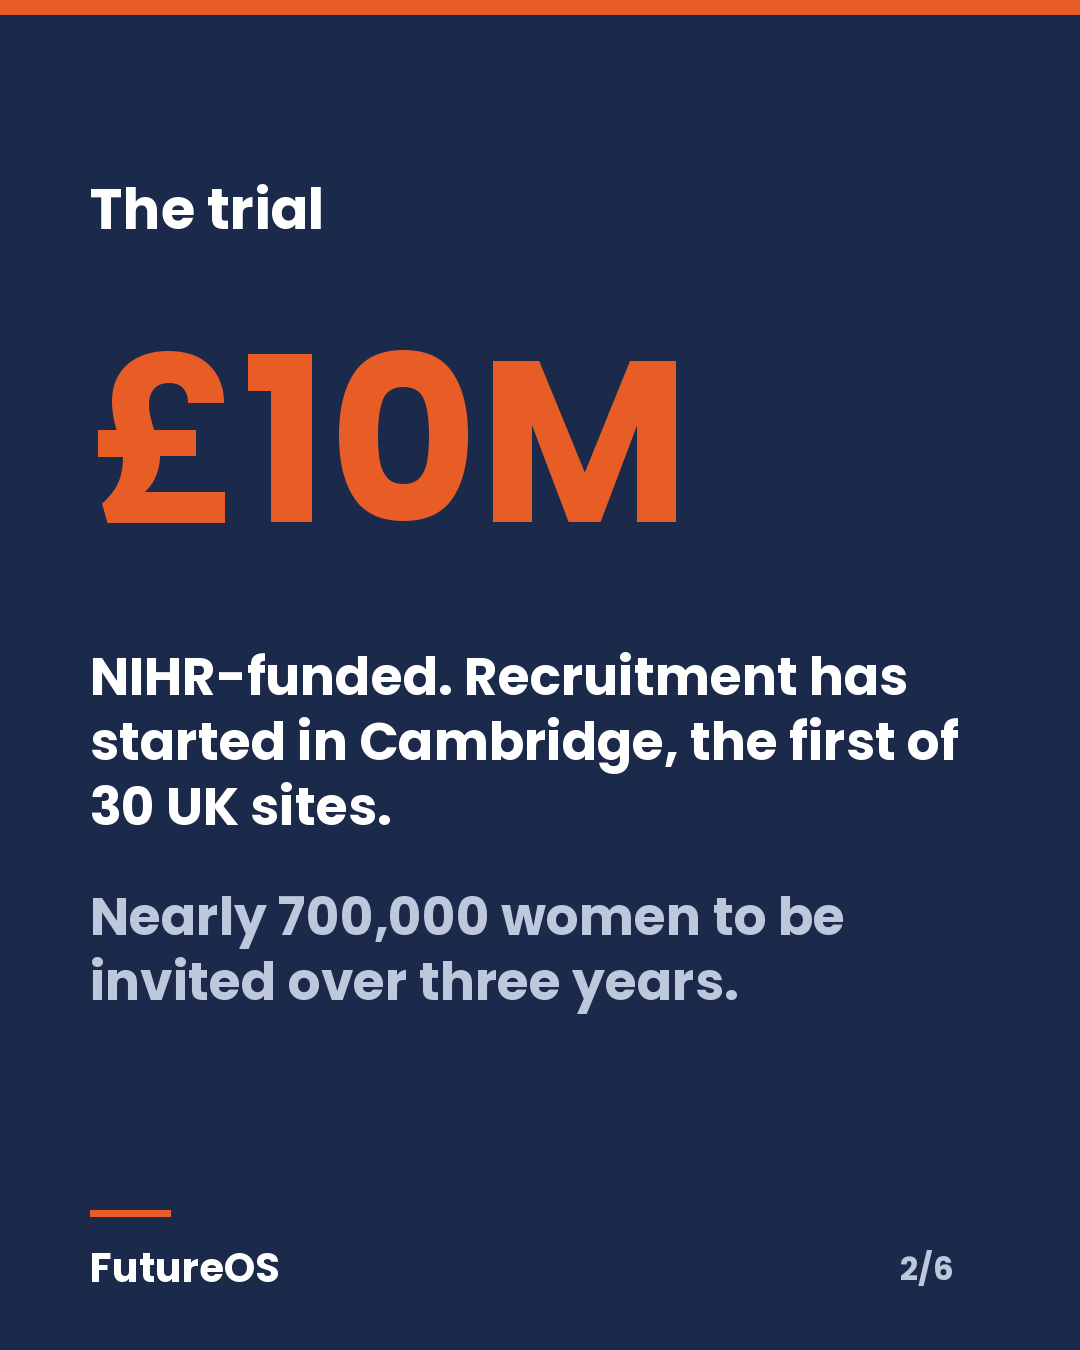 The trial
£10M
NIHR-funded. Recruitment has
started in Cambridge, the first of
30 UK sites.
Nearly 700,000 women to be
invited over three years.
FutureOS
2/6